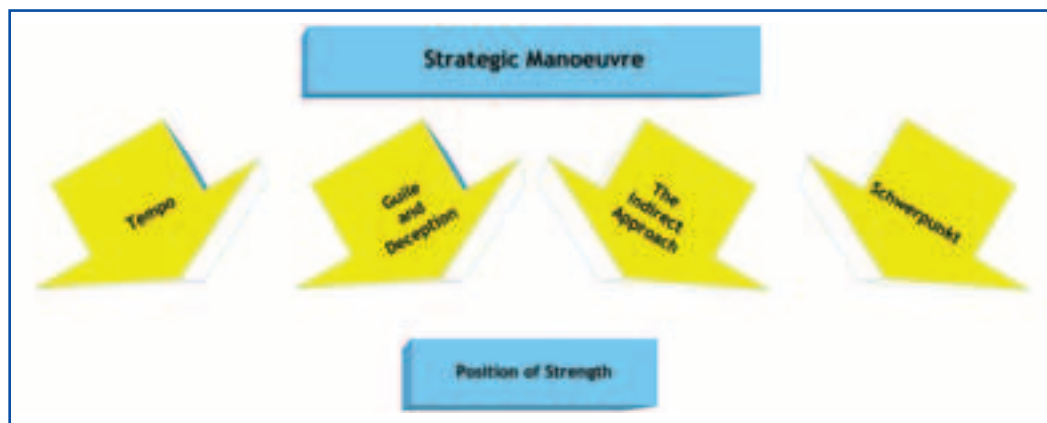 Strategic Manoeuvre
Tempo
Guile
and
Deception
The
Indirect
Approach
Schwerpunkt
Position of Strength